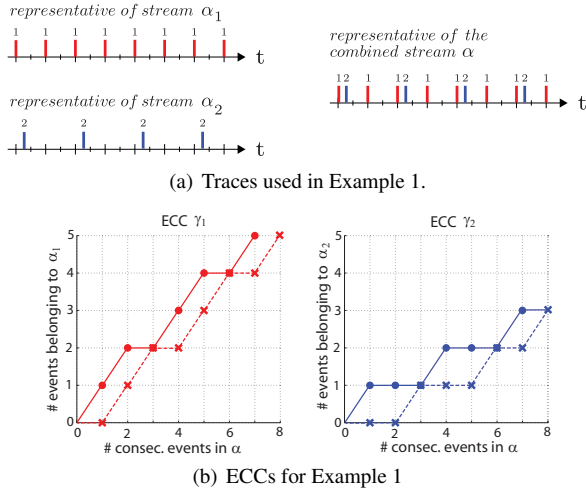 representative of stream α1
1 1 1 1 1 1 1 1
t
representative of stream α2
2 2 2 2
t
representative of the
combined stream α
1 2 1 1 2 1 1 2 1 1 2 1
t
(a) Traces used in Example 1.
ECC γ1
# events belonging to α1
5
4
3
2
1
0
0 2 4 6 8
# consec. events in α
ECC γ2
# events belonging to α2
5
4
3
2
1
0
0 2 4 6 8
# consec. events in α
(b) ECCs for Example 1